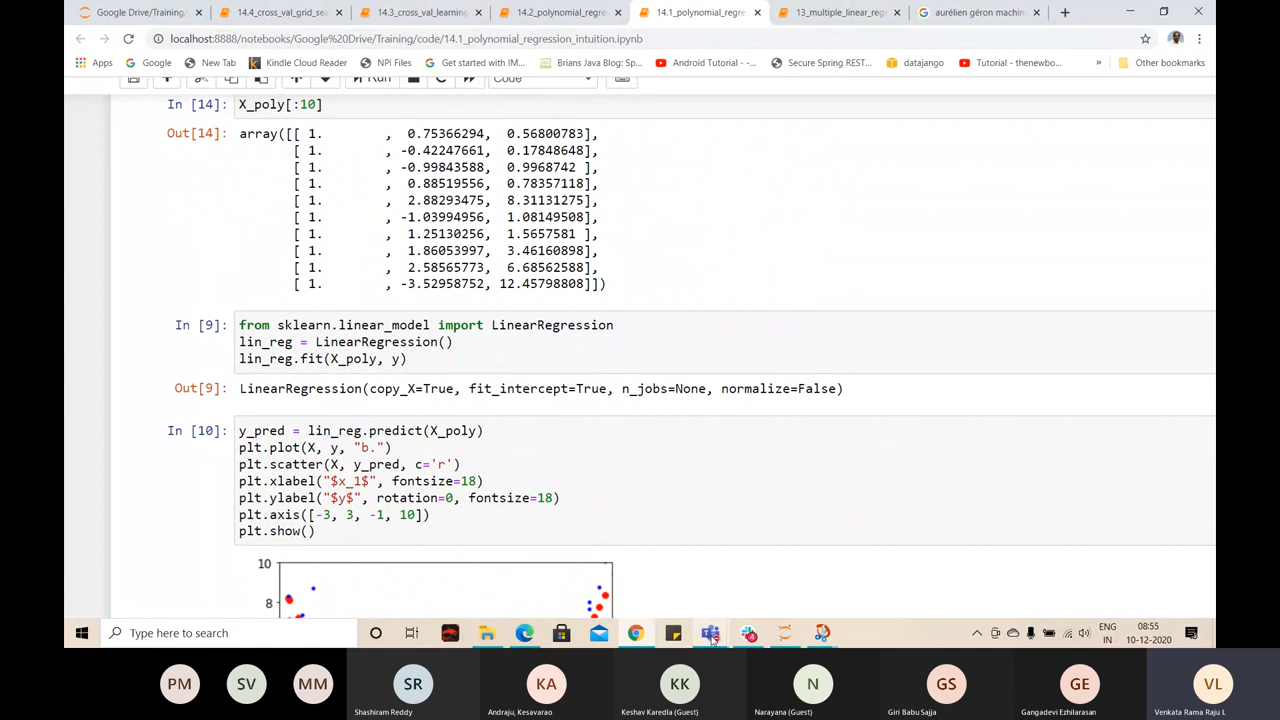 Google Drive/Training/
14.4_cross_val_grid_sea
14.3_cross_val_learning
14.2_polynomial_regre
14.1_polynomial_regre
13_multiple_linear_reg
aurélien géron machin
localhost:8888/notebooks/Google%20Drive/Training/code/14.1_polynomial_regression_intuition.ipynb
Apps
Google
New Tab
Kindle Cloud Reader
NPI Files
Get started with IM...
Brians Java Blog: Sp...
Android Tutorial - -...
Secure Spring REST...
datajango
Tutorial - thenewbo...
»
Other bookmarks
Run
Code
In [14]: X_poly[:10]
Out[14]: array([[ 1. , 0.75366294, 0.56800783],
[ 1. , -0.42247661, 0.17848648],
[ 1. , -0.99843588, 0.9968742 ],
[ 1. , 0.88519556, 0.78357118],
[ 1. , 2.88293475, 8.31131275],
[ 1. , -1.03994956, 1.08149508],
[ 1. , 1.25130256, 1.5657581 ],
[ 1. , 1.86053997, 3.46160898],
[ 1. , 2.58565773, 6.68562588],
[ 1. , -3.52958752, 12.45798808]])
In [9]: from sklearn.linear_model import LinearRegression
lin_reg = LinearRegression()
lin_reg.fit(X_poly, y)
Out[9]: LinearRegression(copy_X=True, fit_intercept=True, n_jobs=None, normalize=False)
In [10]: y_pred = lin_reg.predict(X_poly)
plt.plot(X, y, "b.")
plt.scatter(X, y_pred, c='r')
plt.xlabel("$x_1$", fontsize=18)
plt.ylabel("$y$", rotation=0, fontsize=18)
plt.axis([-3, 3, -1, 10])
plt.show()
10
8
Type here to search
4
ENG
IN
08:55
10-12-2020
PM
SV
MM
SR
KA
KK
N
GS
GE
VL
Shashiram Reddy
Andraju, Kesavarao
Keshav Karedla (Guest)
Narayana (Guest)
Giri Babu Sajja
Gangadevi Ezhilarasan
Venkata Rama Raju L